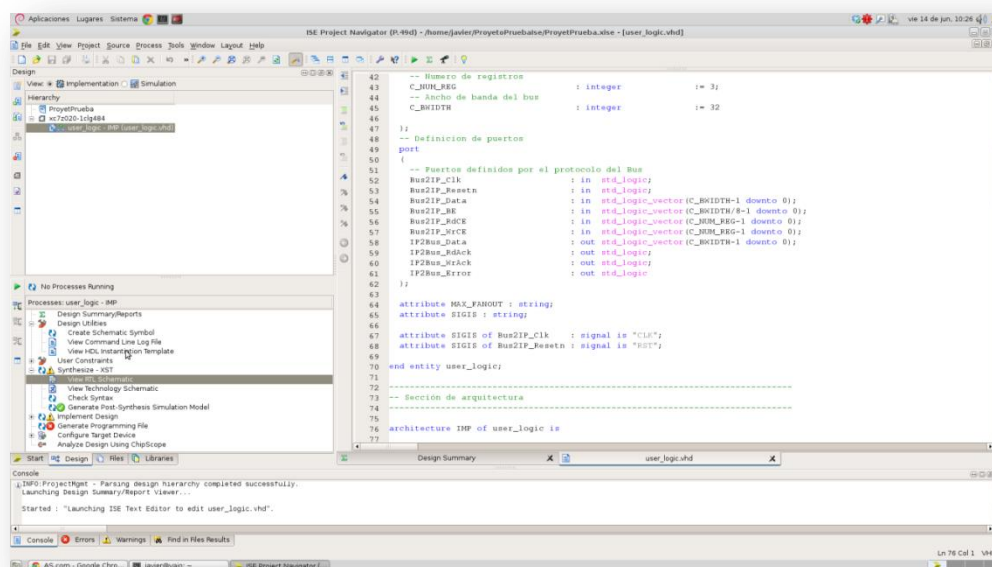 Aplicaciones Lugares Sistema vie 14 de jun, 10:26
ISE Project Navigator (P.49d) - /home/javier/ProyetoPruebaise/ProyetPrueba.xise - [user_logic.vhd]
File Edit View Project Source Process Tools Window Layout Help
Design
View: Implementation Simulation
Hierarchy
ProyetPrueba
xc7z020-1clg484
user_logic - IMP (user_logic.vhd)
No Processes Running
Processes: user_logic - IMP
Design Summary/Reports
Design Utilities
Create Schematic Symbol
View Command Line Log File
View HDL Instantiation Template
User Constraints
Synthesize - XST
View RTL Schematic
View Technology Schematic
Check Syntax
Generate Post-Synthesis Simulation Model
Implement Design
Generate Programming File
Configure Target Device
Analyze Design Using ChipScope
Start Design Files Libraries
42 -- Numero de registros
43 C_NUM_REG : integer := 3;
44 -- Ancho de banda del bus
45 C_BWIDTH : integer := 32
46
47 );
48 -- Definicion de puertos
49 port
50 (
51 -- Puertos definidos por el protocolo del Bus
52 Bus2IP_Clk : in std_logic;
53 Bus2IP_Resetn : in std_logic;
54 Bus2IP_Data : in std_logic_vector(C_BWIDTH-1 downto 0);
55 Bus2IP_BE : in std_logic_vector(C_BWIDTH/8-1 downto 0);
56 Bus2IP_RdCE : in std_logic_vector(C_NUM_REG-1 downto 0);
57 Bus2IP_WrCE : in std_logic_vector(C_NUM_REG-1 downto 0);
58 IP2Bus_Data : out std_logic_vector(C_BWIDTH-1 downto 0);
59 IP2Bus_RdAck : out std_logic;
60 IP2Bus_WrAck : out std_logic;
61 IP2Bus_Error : out std_logic
62 );
63
64 attribute MAX_FANOUT : string;
65 attribute SIGIS : string;
66
67 attribute SIGIS of Bus2IP_Clk : signal is "CLK";
68 attribute SIGIS of Bus2IP_Resetn : signal is "RST";
69
70 end entity user_logic;
71
72 ------------------------------------------------------------------------------
73 -- Sección de arquitectura
74 ------------------------------------------------------------------------------
75
76 architecture IMP of user_logic is
77
Design Summary user_logic.vhd
Console
INFO:ProjectMgmt - Parsing design hierarchy completed successfully.
Launching Design Summary/Report Viewer...
Started : "Launching ISE Text Editor to edit user_logic.vhd".
Console Errors Warnings Find in Files Results
Ln 76 Col 1
AS.com - Google Chro... ISE Project Navigator (...